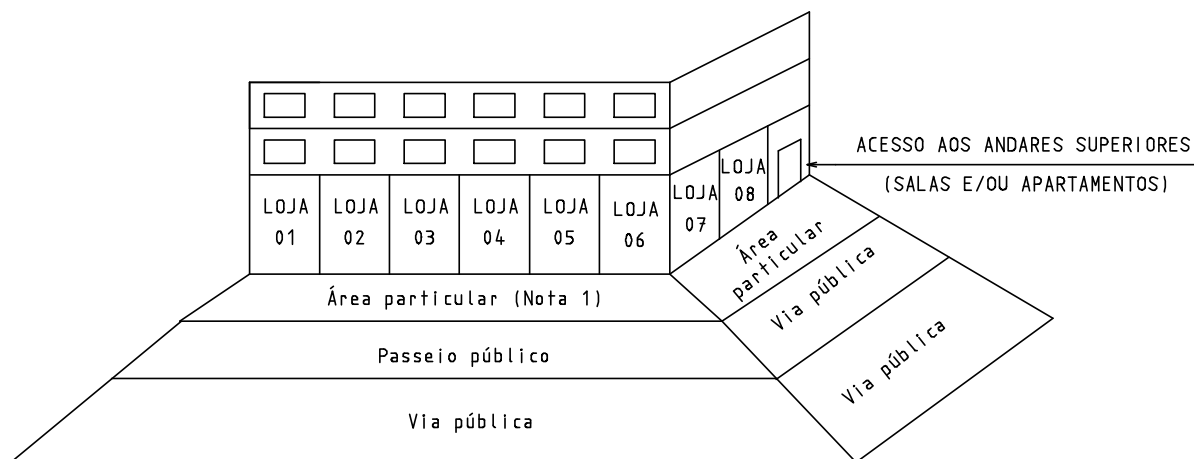 ACESSO AOS ANDARES SUPERIORES
(SALAS E/OU APARTAMENTOS)
LOJA
01
LOJA
02
LOJA
03
LOJA
04
LOJA
05
LOJA
06
LOJA
07
LOJA
08
Área particular (Nota 1)
Passeio público
Via pública
Área
particular
Via pública
Via pública